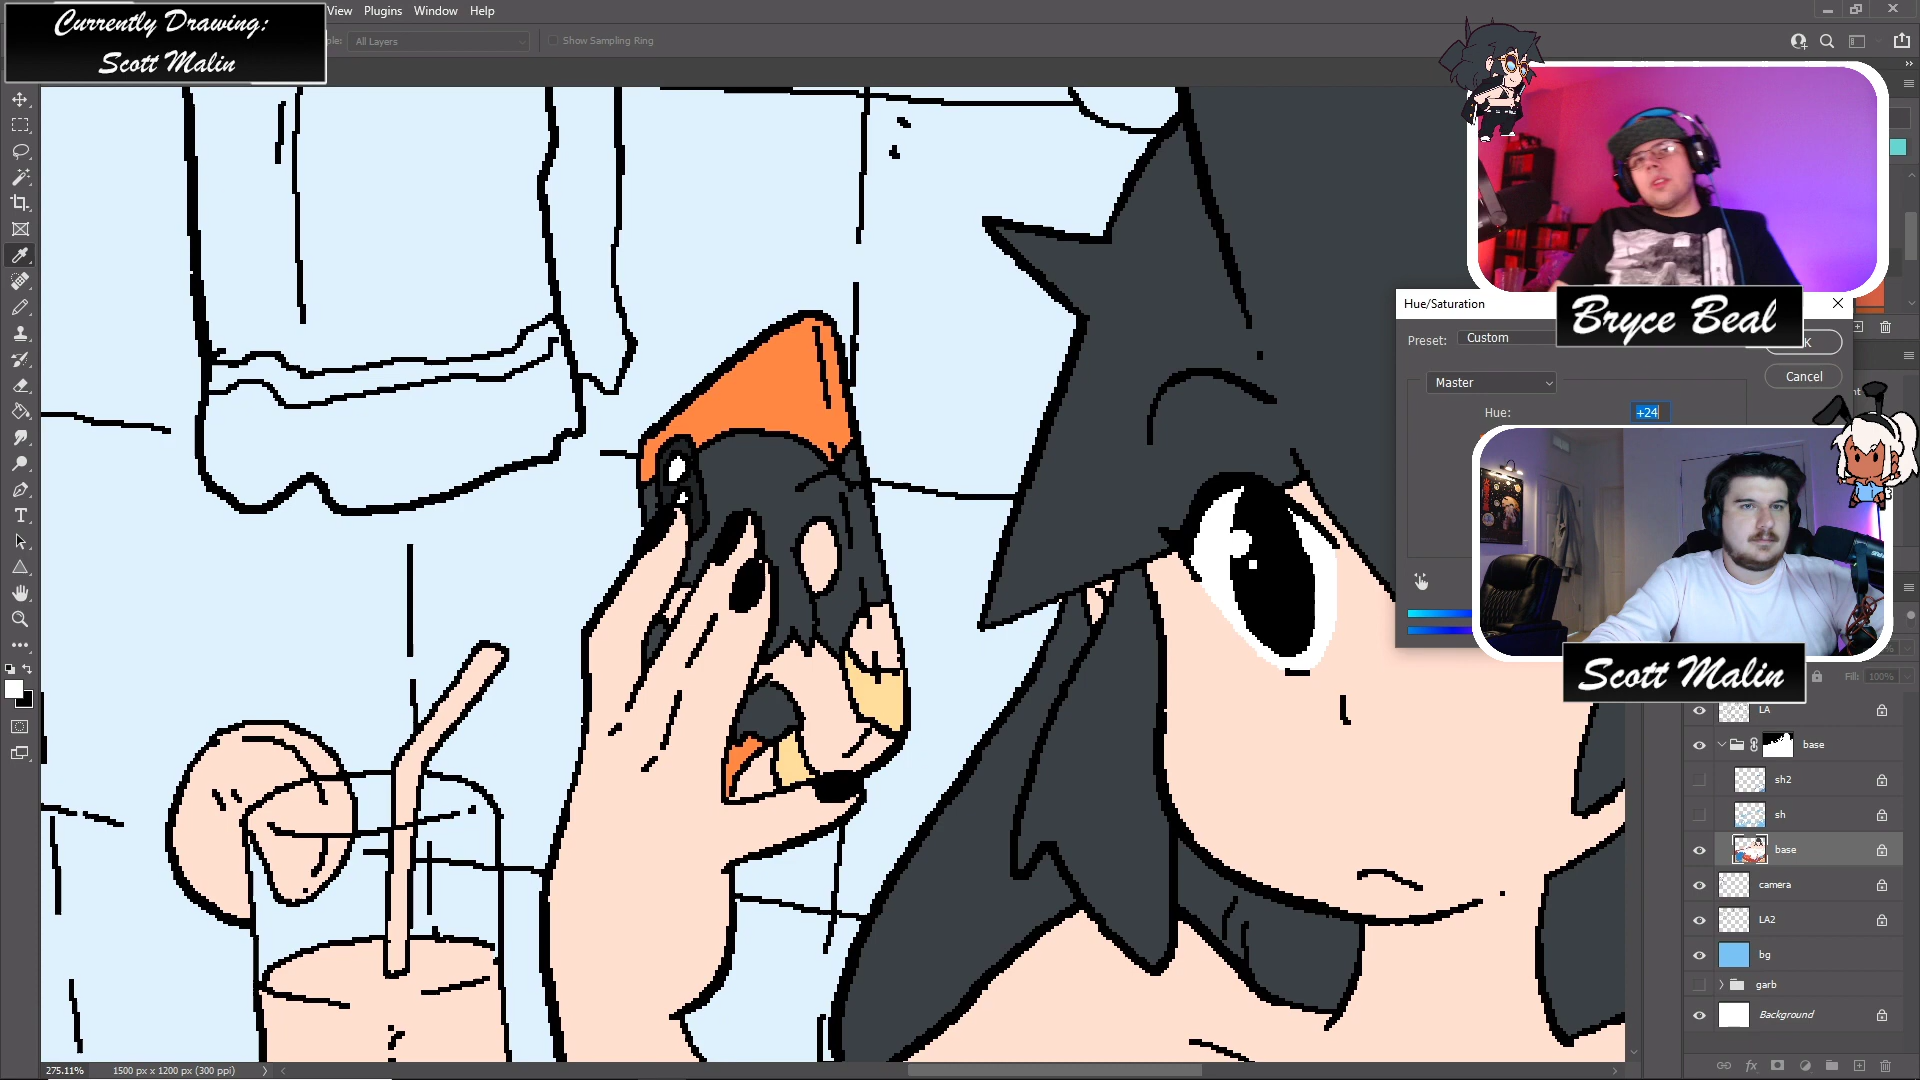 Currently Drawing:
Scott Malin
View Plugins Window Help
All Layers
Show Sampling Ring
Bryce Beal
Hue/Saturation
Preset: Custom
Cancel
Master
Hue: +24
Scott Malin
Fill: 100%
LA
base
sh2
sh
base
camera
LA2
bg
garb
Background
275.11% 1500 px x 1200 px (300 ppi)